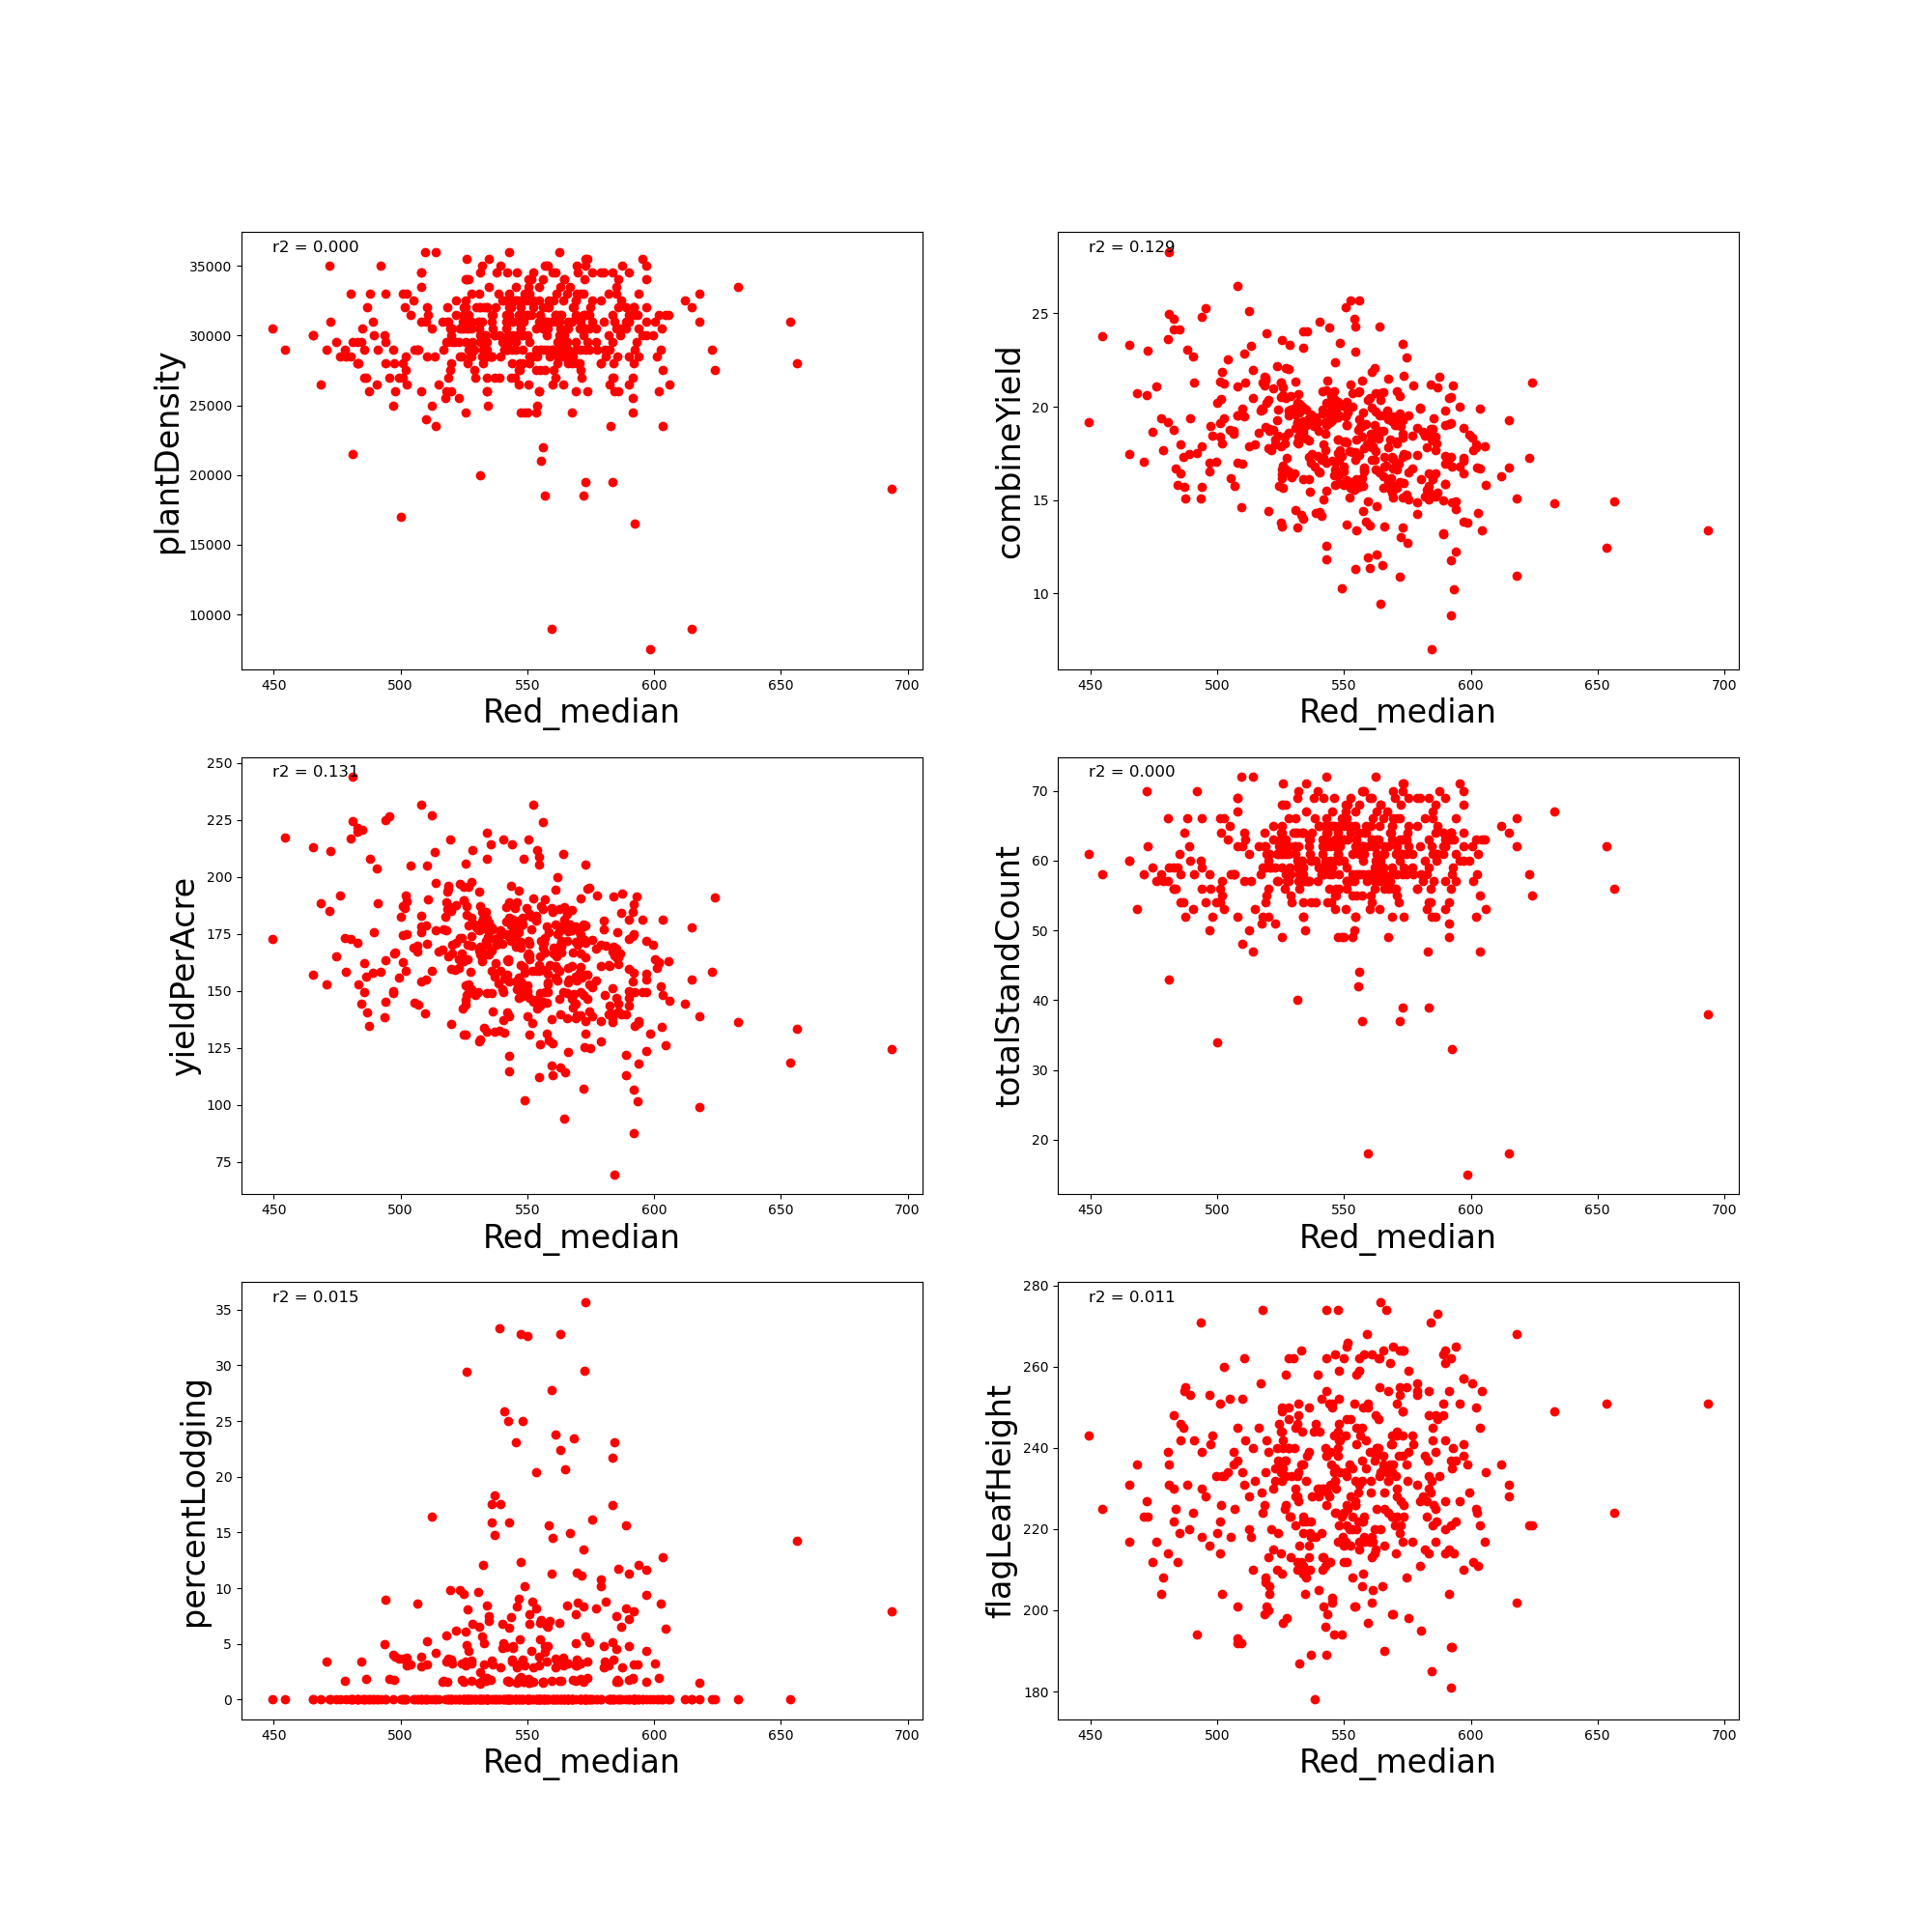 r2 = 0.000
35000
30000
25000
20000
15000
10000
plantDensity
450 500 550 600 650 700
Red_median
r2 = 0.129
25
20
15
10
combineYield
450 500 550 600 650 700
Red_median
r2 = 0.131
250
225
200
175
150
125
100
75
yieldPerAcre
450 500 550 600 650 700
Red_median
r2 = 0.000
70
60
50
40
30
20
totalStandCount
450 500 550 600 650 700
Red_median
r2 = 0.015
35
30
25
20
15
10
5
0
percentLodging
450 500 550 600 650 700
Red_median
r2 = 0.011
280
260
240
220
200
180
flagLeafHeight
450 500 550 600 650 700
Red_median